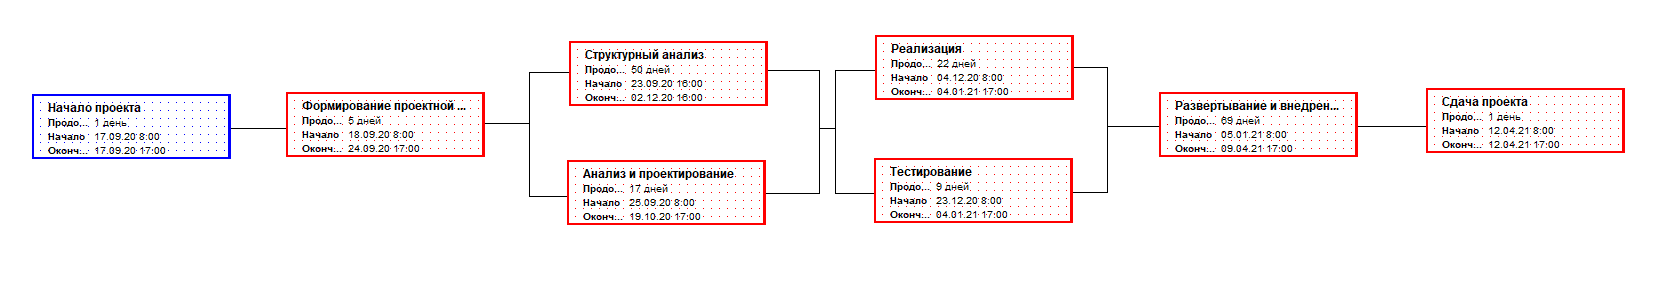 Начало проекта
Продо... 1 день
Начало 17.09.20 8:00
Оконч... 17.09.20 17:00
Формирование проектной ...
Продо... 5 дней
Начало 18.09.20 8:00
Оконч... 24.09.20 17:00
Структурный анализ
Продо... 50 дней
Начало 23.09.20 16:00
Оконч... 02.12.20 16:00
Анализ и проектирование
Продо... 17 дней
Начало 25.09.20 8:00
Оконч... 19.10.20 17:00
Реализация
Продо... 22 дней
Начало 04.12.20 8:00
Оконч... 04.01.21 17:00
Тестирование
Продо... 9 дней
Начало 23.12.20 8:00
Оконч... 04.01.21 17:00
Развертывание и внедрен...
Продо... 69 дней
Начало 05.01.21 8:00
Оконч... 09.04.21 17:00
Сдача проекта
Продо... 1 день
Начало 12.04.21 8:00
Оконч... 12.04.21 17:00